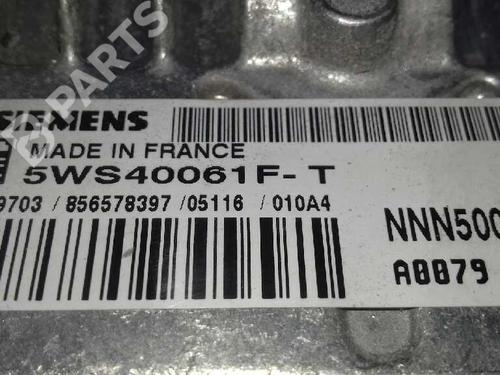 B PARTS
SIEMENS
MADE IN FRANCE
5WS40061F-T
9703 / 856578397 /05116 / 010A4
NNN500
A0079